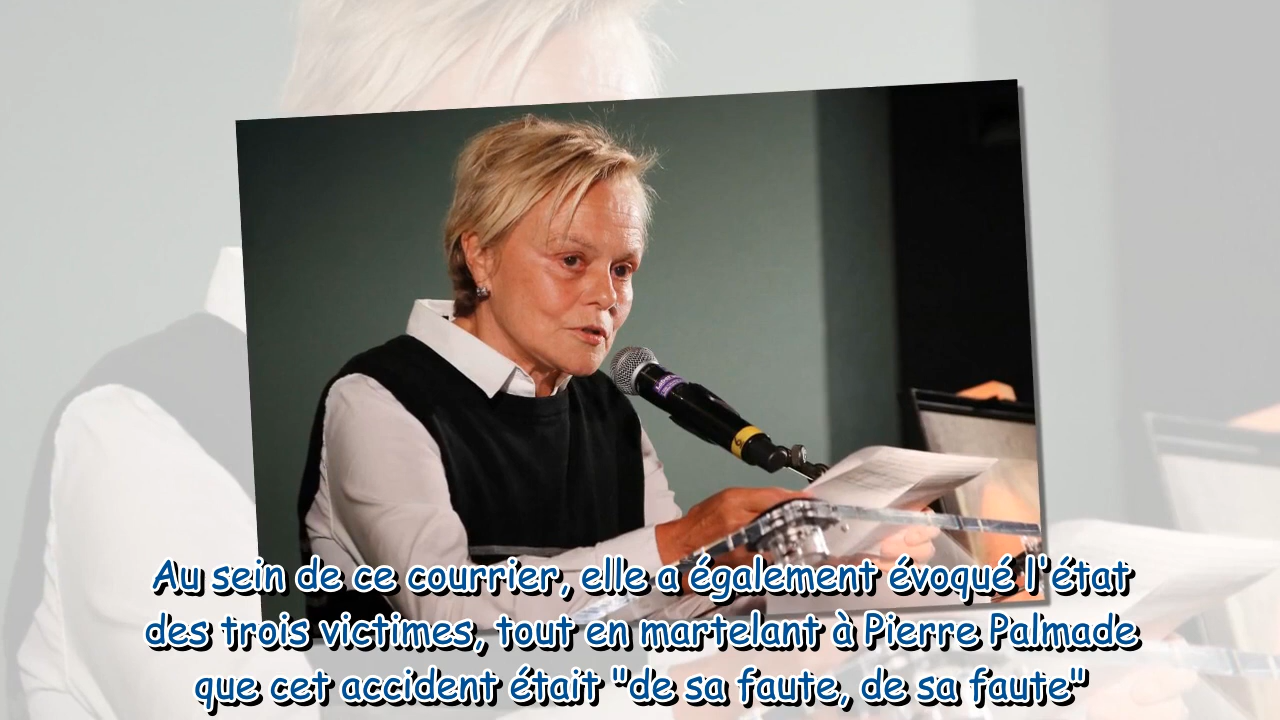 Au sein de ce courrier, elle a également évoqué l'état
des trois victimes, tout en martelant à Pierre Palmade
que cet accident était "de sa faute, de sa faute"